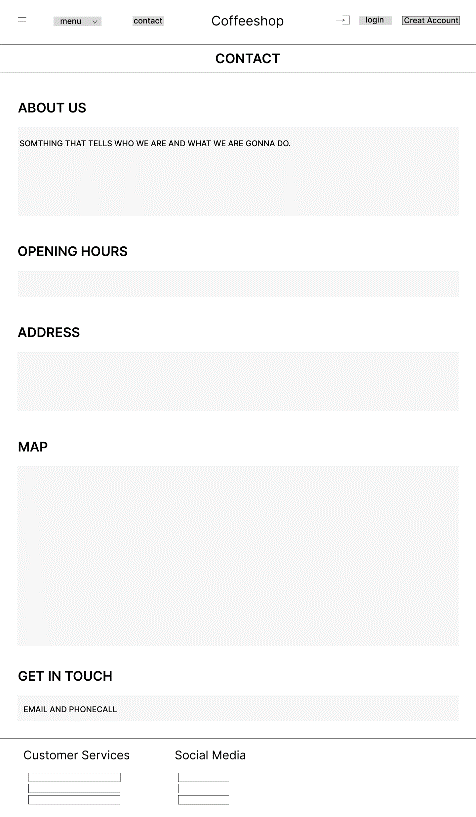 menu contact Coffeeshop login Creat Account
CONTACT
ABOUT US
SOMTHING THAT TELLS WHO WE ARE AND WHAT WE ARE GONNA DO.
OPENING HOURS
ADDRESS
MAP
GET IN TOUCH
EMAIL AND PHONECALL
Customer Services Social Media